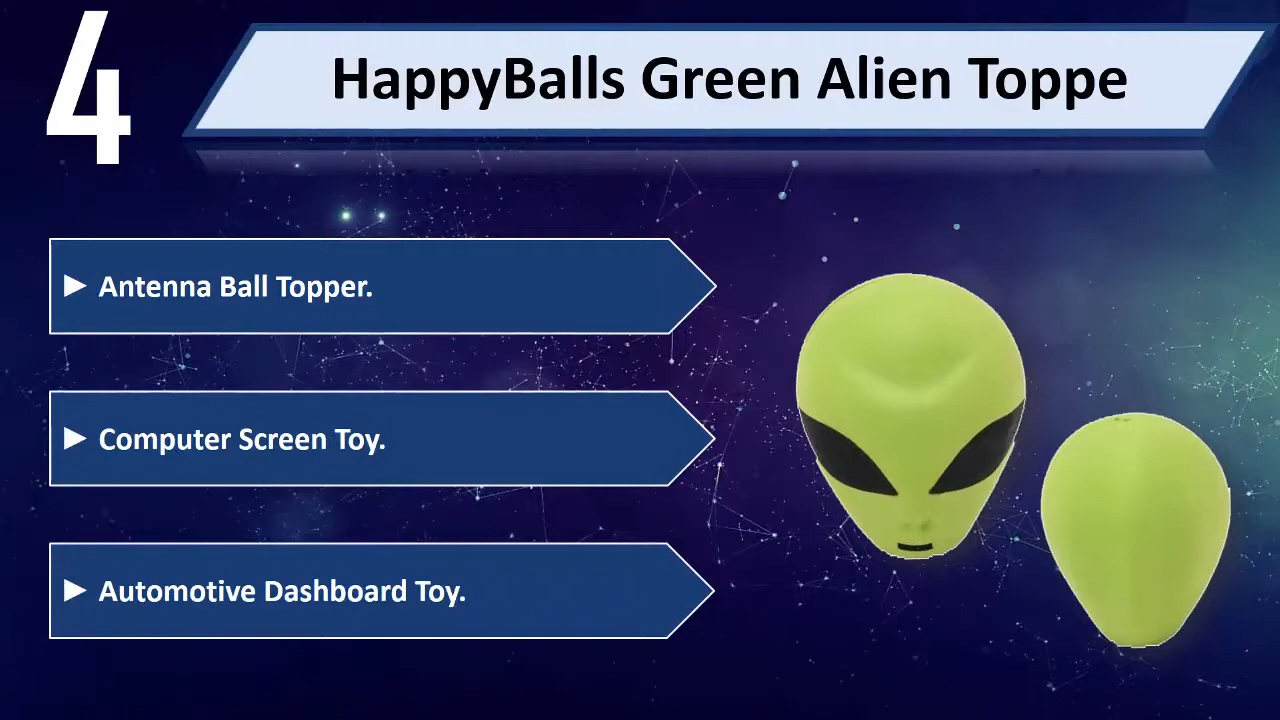 4
HappyBalls Green Alien Toppe
► Antenna Ball Topper.
► Computer Screen Toy.
► Automotive Dashboard Toy.